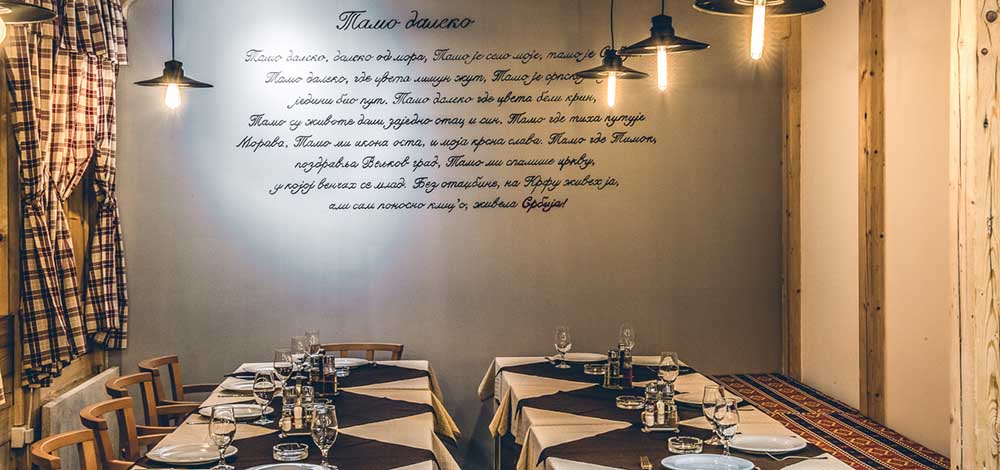 Тамо далеко
Тамо далеко, далеко од мора, Тамо је село моје, тамо је
Тамо далеко, где цвета лимун жут, Тамо је српској
једини био пут. Тамо далеко где цвета бели крин,
Тамо су животе дали заједно отац и син. Тамо где тиха путује
Морава, Тамо ми икона оста, и моја крсна слава. Тамо где Тимок,
поздравља Вељков град, Тамо ми спалише цркву,
у којој венчах се млад. Без отаџбине, на Крфу живех ја,
али сам поносно клиц'о, живела Србија!